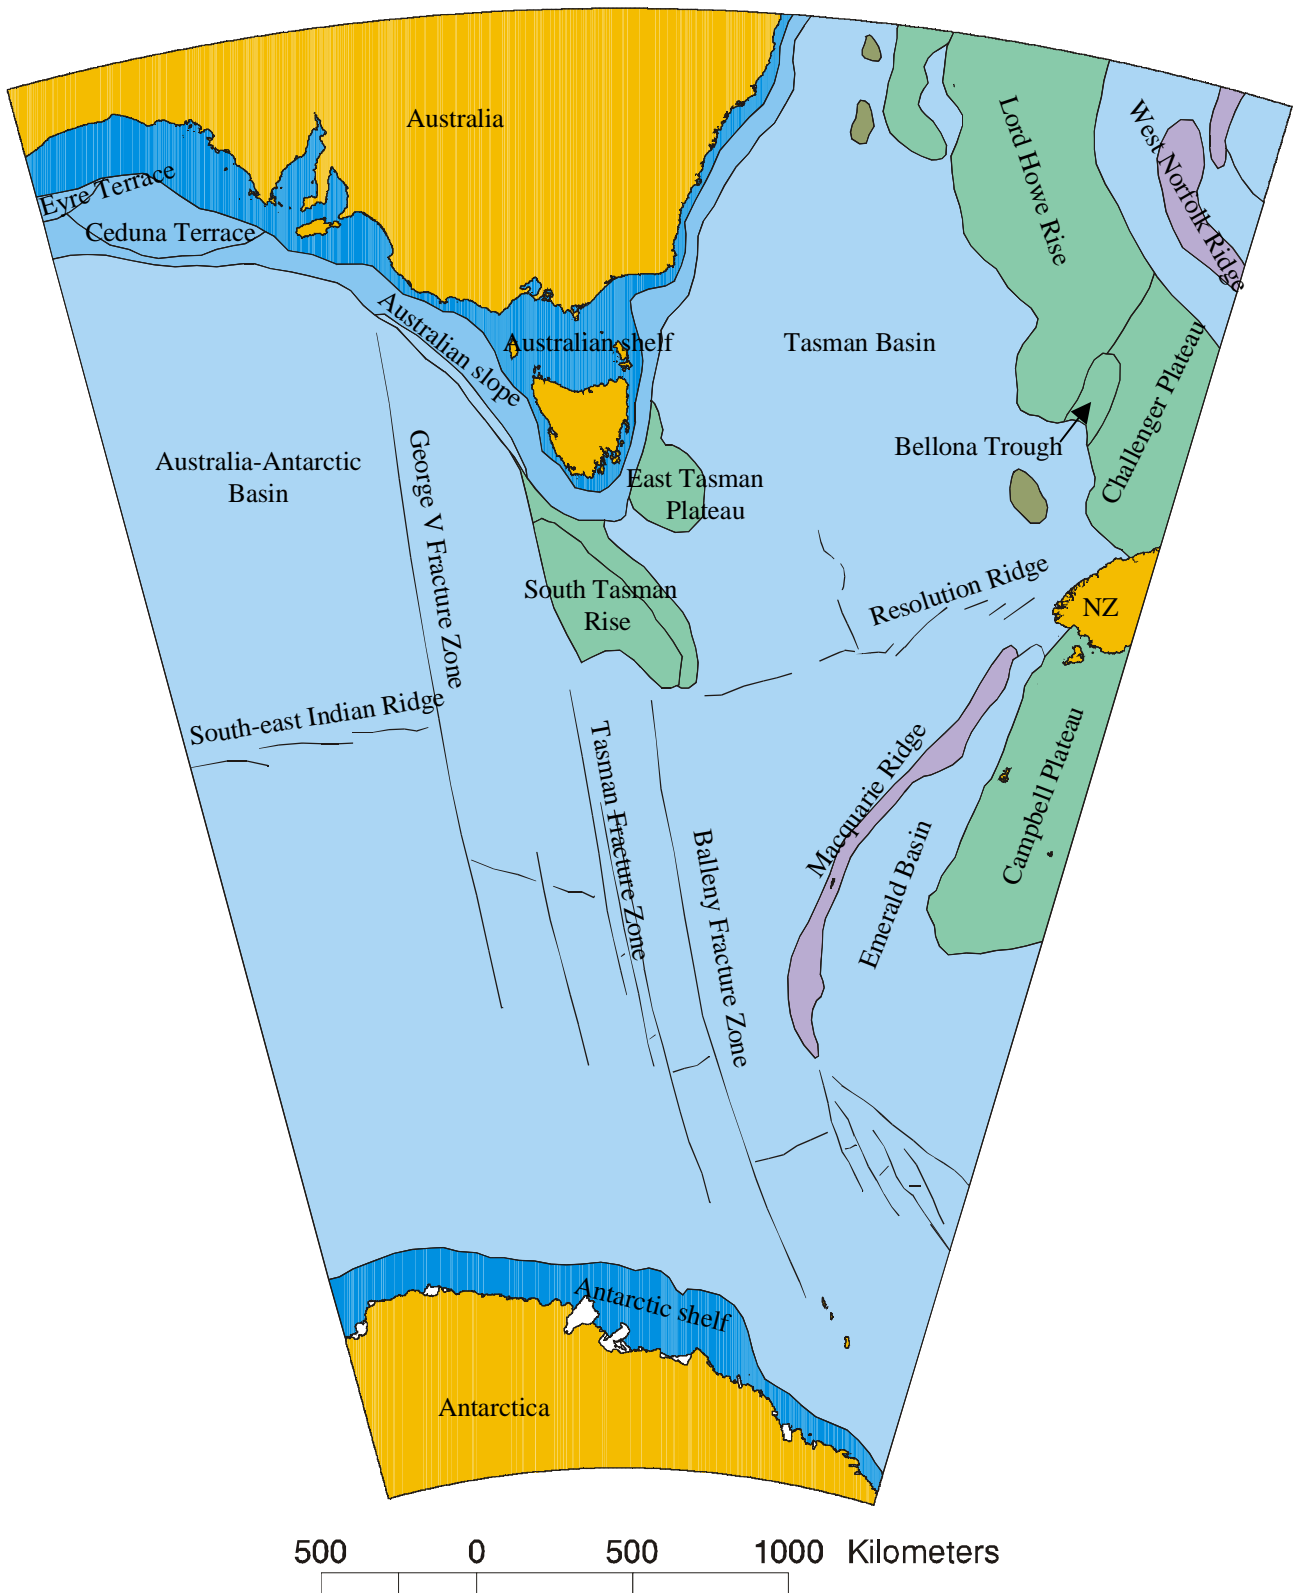 Australia
Lord Howe Rise
West Norfolk Ridge
Eyre Terrace
Ceduna Terrace
Australian slope
Australian shelf
Tasman Basin
Challenger Plateau
Bellona Trough
Australia-Antarctic
Basin
George V Fracture Zone
East Tasman
Plateau
South Tasman
Rise
Resolution Ridge
NZ
South-east Indian Ridge
Tasman Fracture Zone
Balleny Fracture Zone
Macquarie Ridge
Emerald Basin
Campbell Plateau
Antarctic shelf
Antarctica
500 0 500 1000 Kilometers